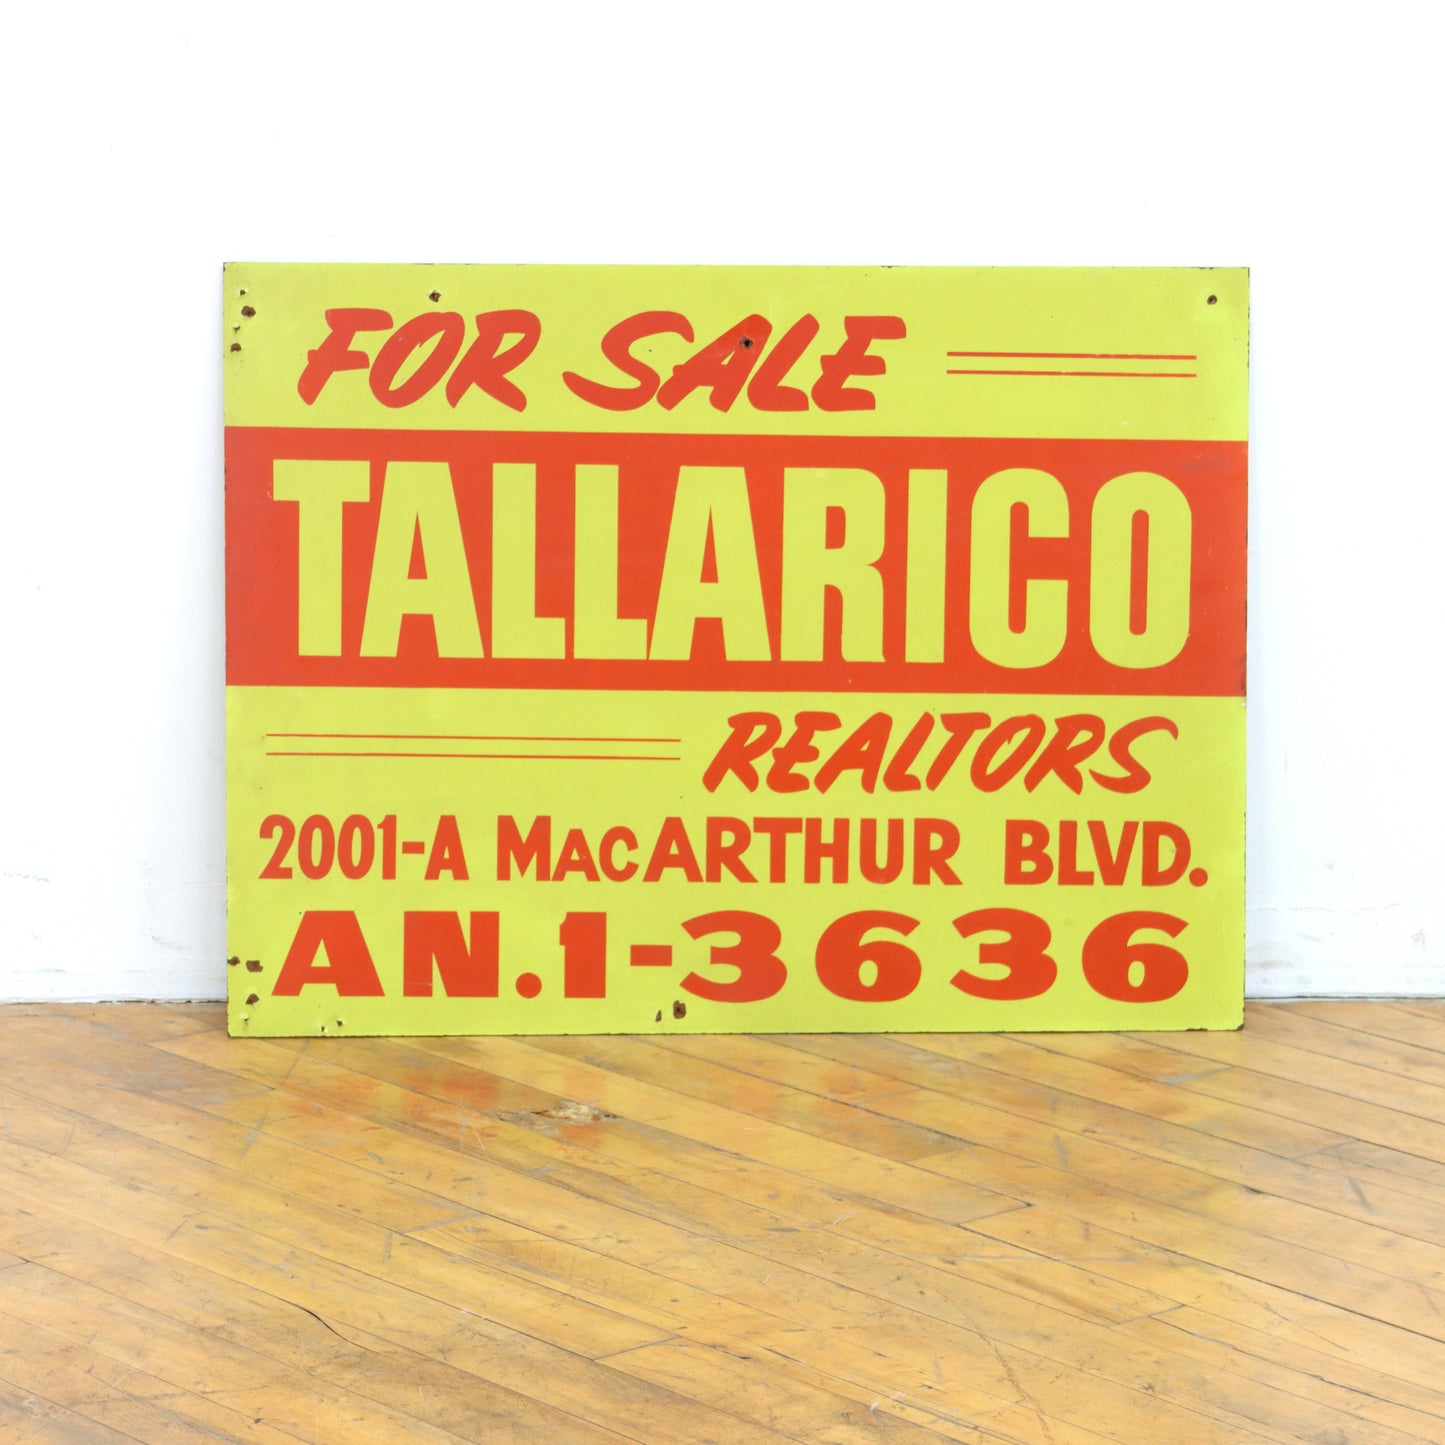 FOR SALE
TALLARICO
REALTORS
2001-A MACARTHUR BLVD.
AN.1-3636